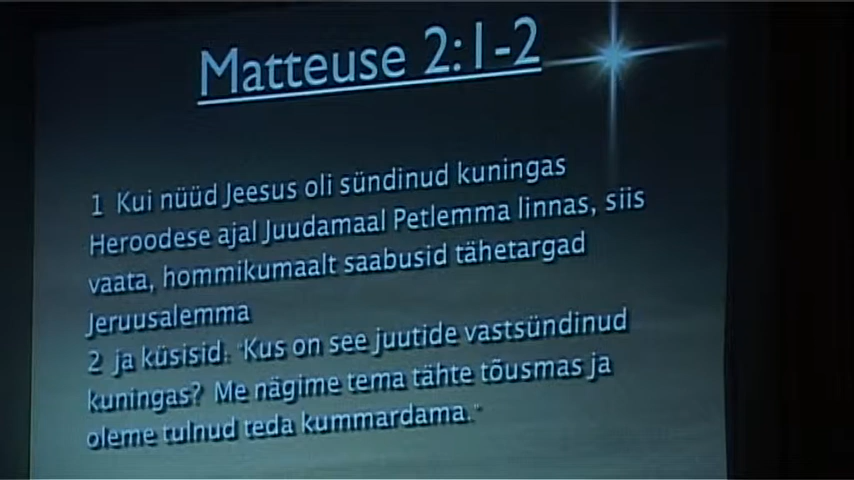 Matteuse 2:1-2
1 Kui nüüd Jeesus oli sündinud kuningas
Heroodese ajal Juudamaal Petlemma linnas, siis
vaata, hommikumaalt saabusid tähetargad
Jeruusalemma
2 ja küsisid: "Kus on see juutide vastsündinud
kuningas? Me nägime tema tähte tõusmas ja
oleme tulnud teda kummardama."